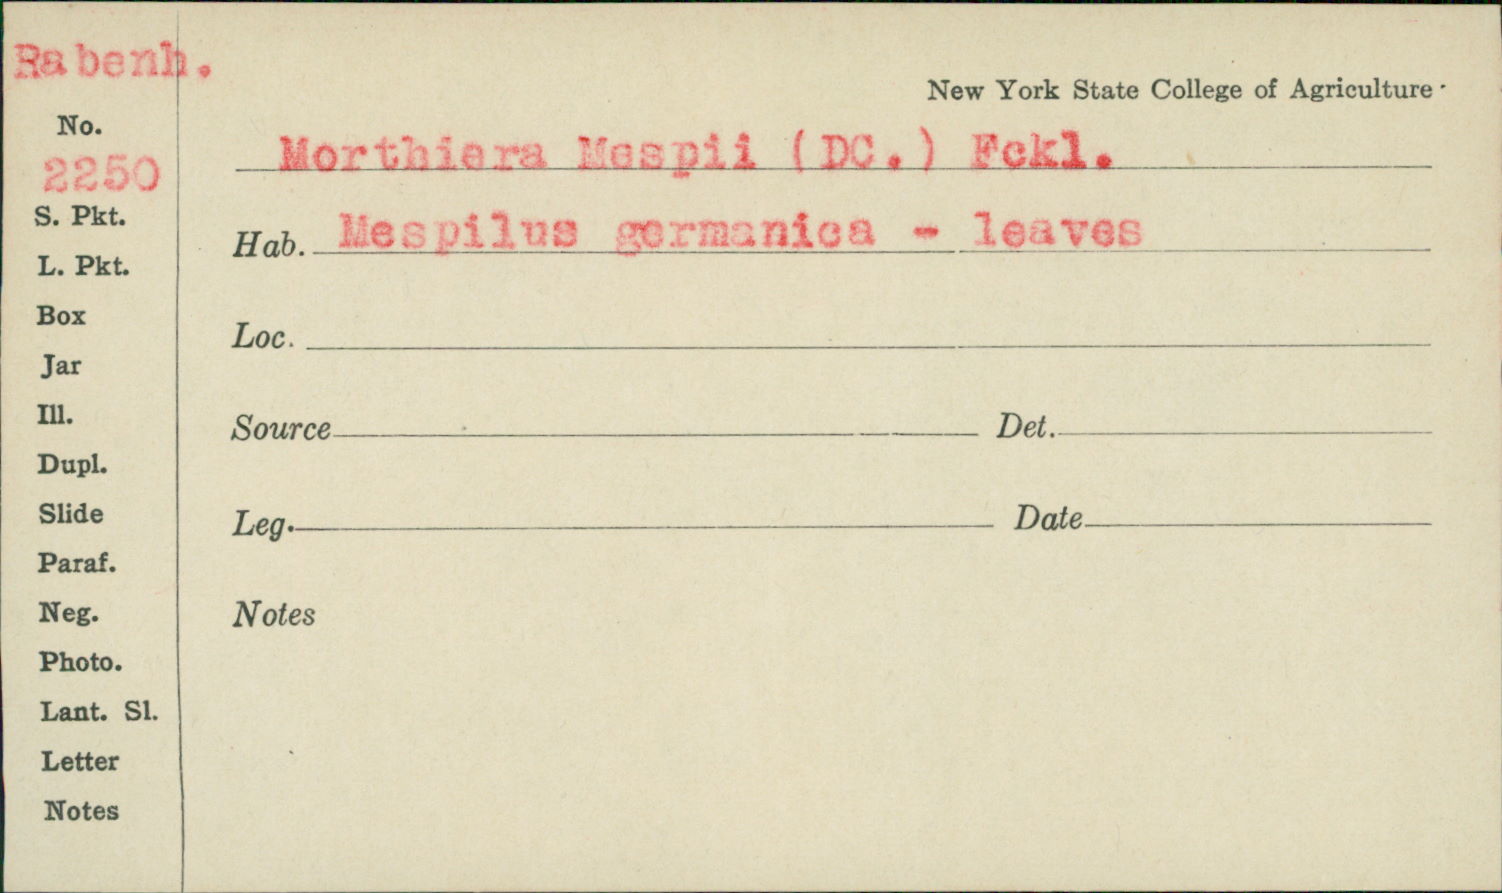 Rabenh.
New York State College of Agriculture
No.
2250
Morthiera Mespii (DC.) Fckl.
S. Pkt.
Hab. Mespilus germanica - leaves
L. Pkt.
Box
Loc.
Jar
Ill.
Source Det.
Dupl.
Slide
Leg. Date
Paraf.
Neg.
Notes
Photo.
Lant. Sl.
Letter
Notes